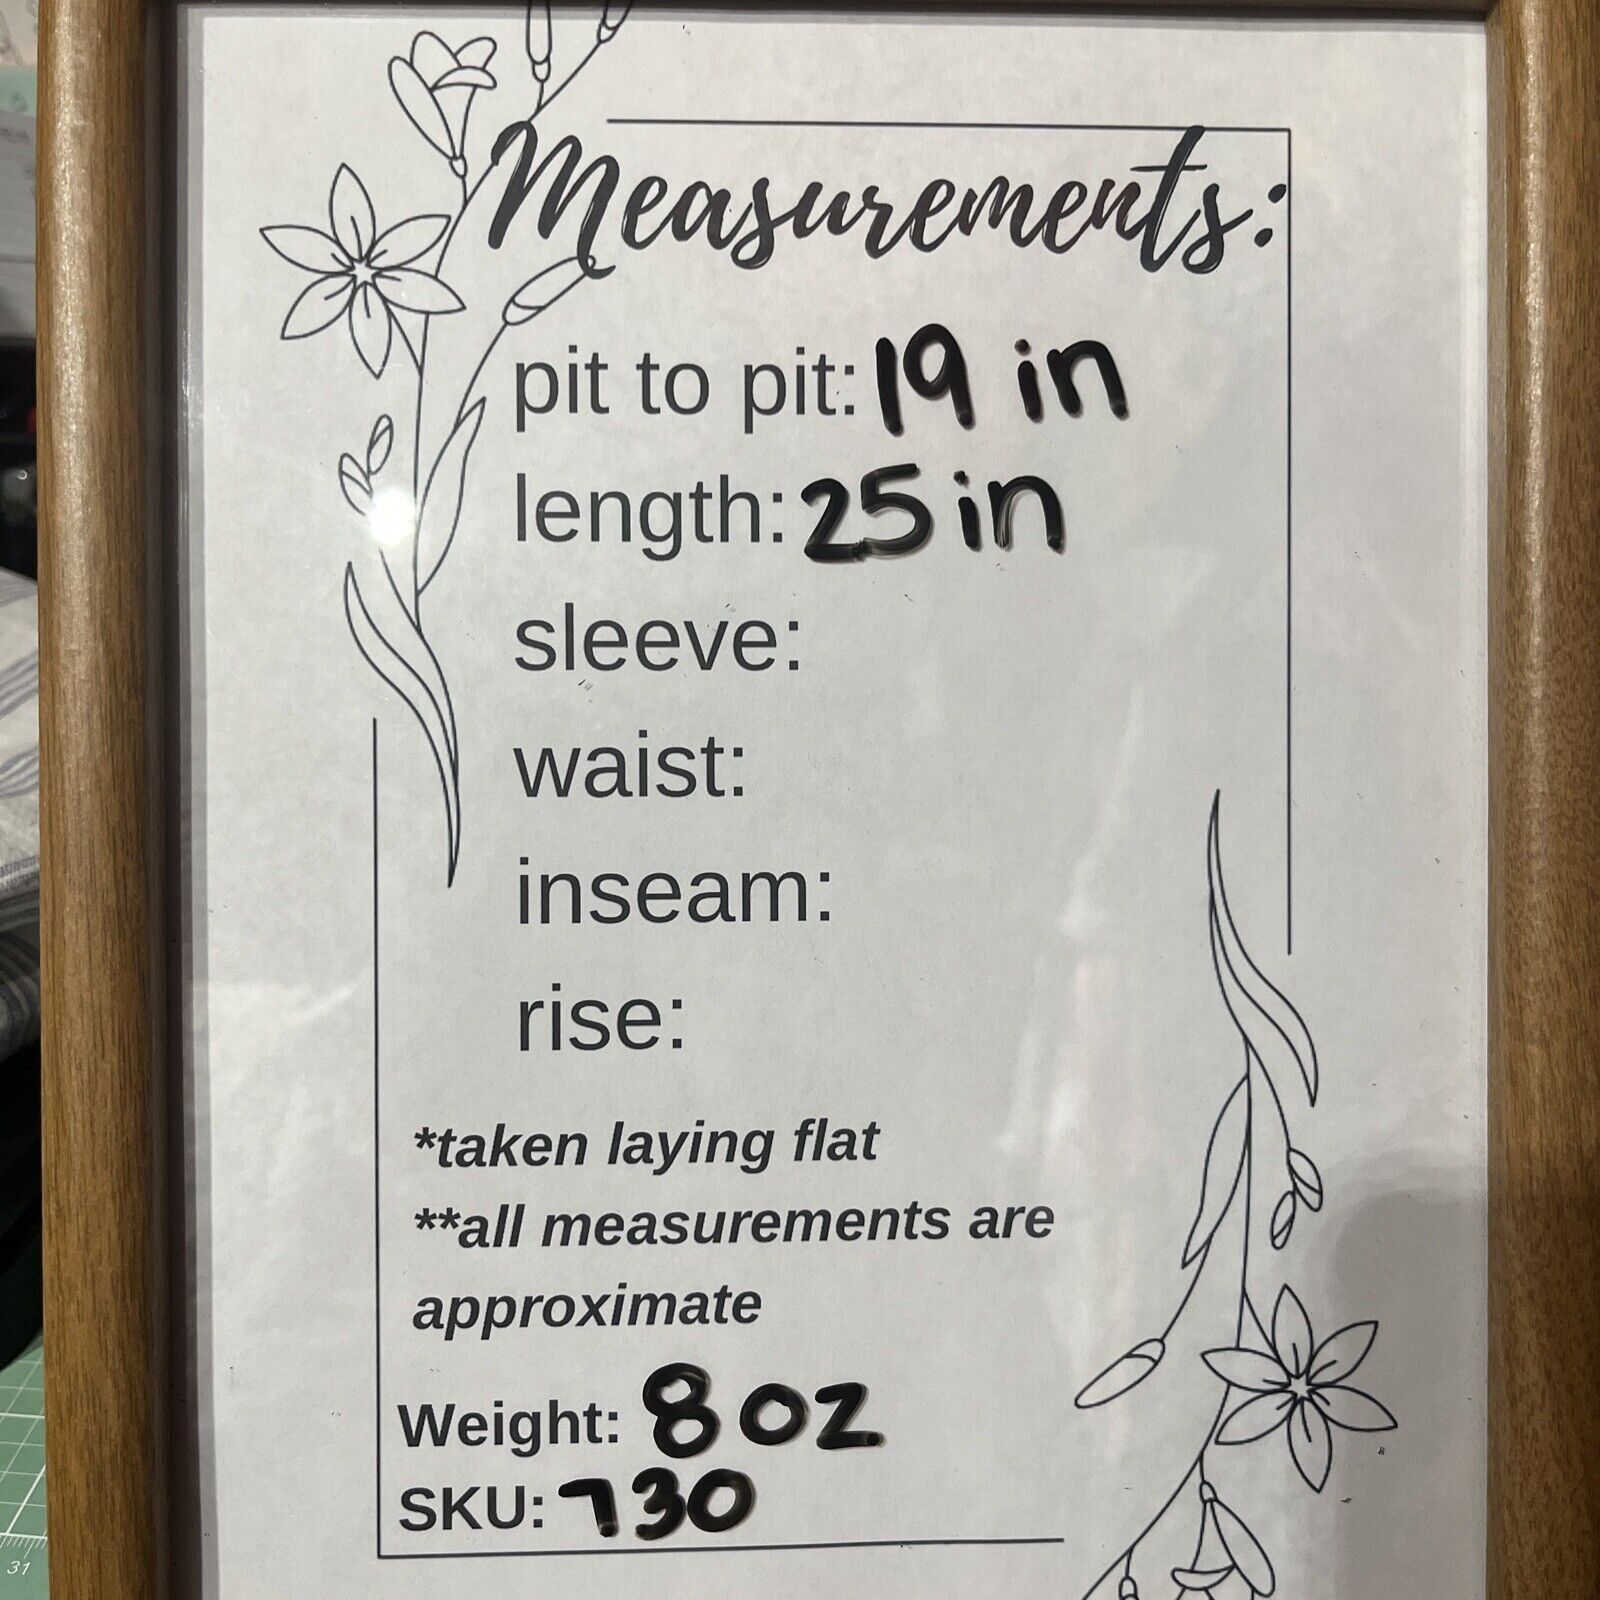 Measurements:
pit to pit: 19 in
length: 25 in
sleeve:
waist:
inseam:
rise:
*taken laying flat
**all measurements are
approximate
Weight: 8 oz
SKU: 730
31